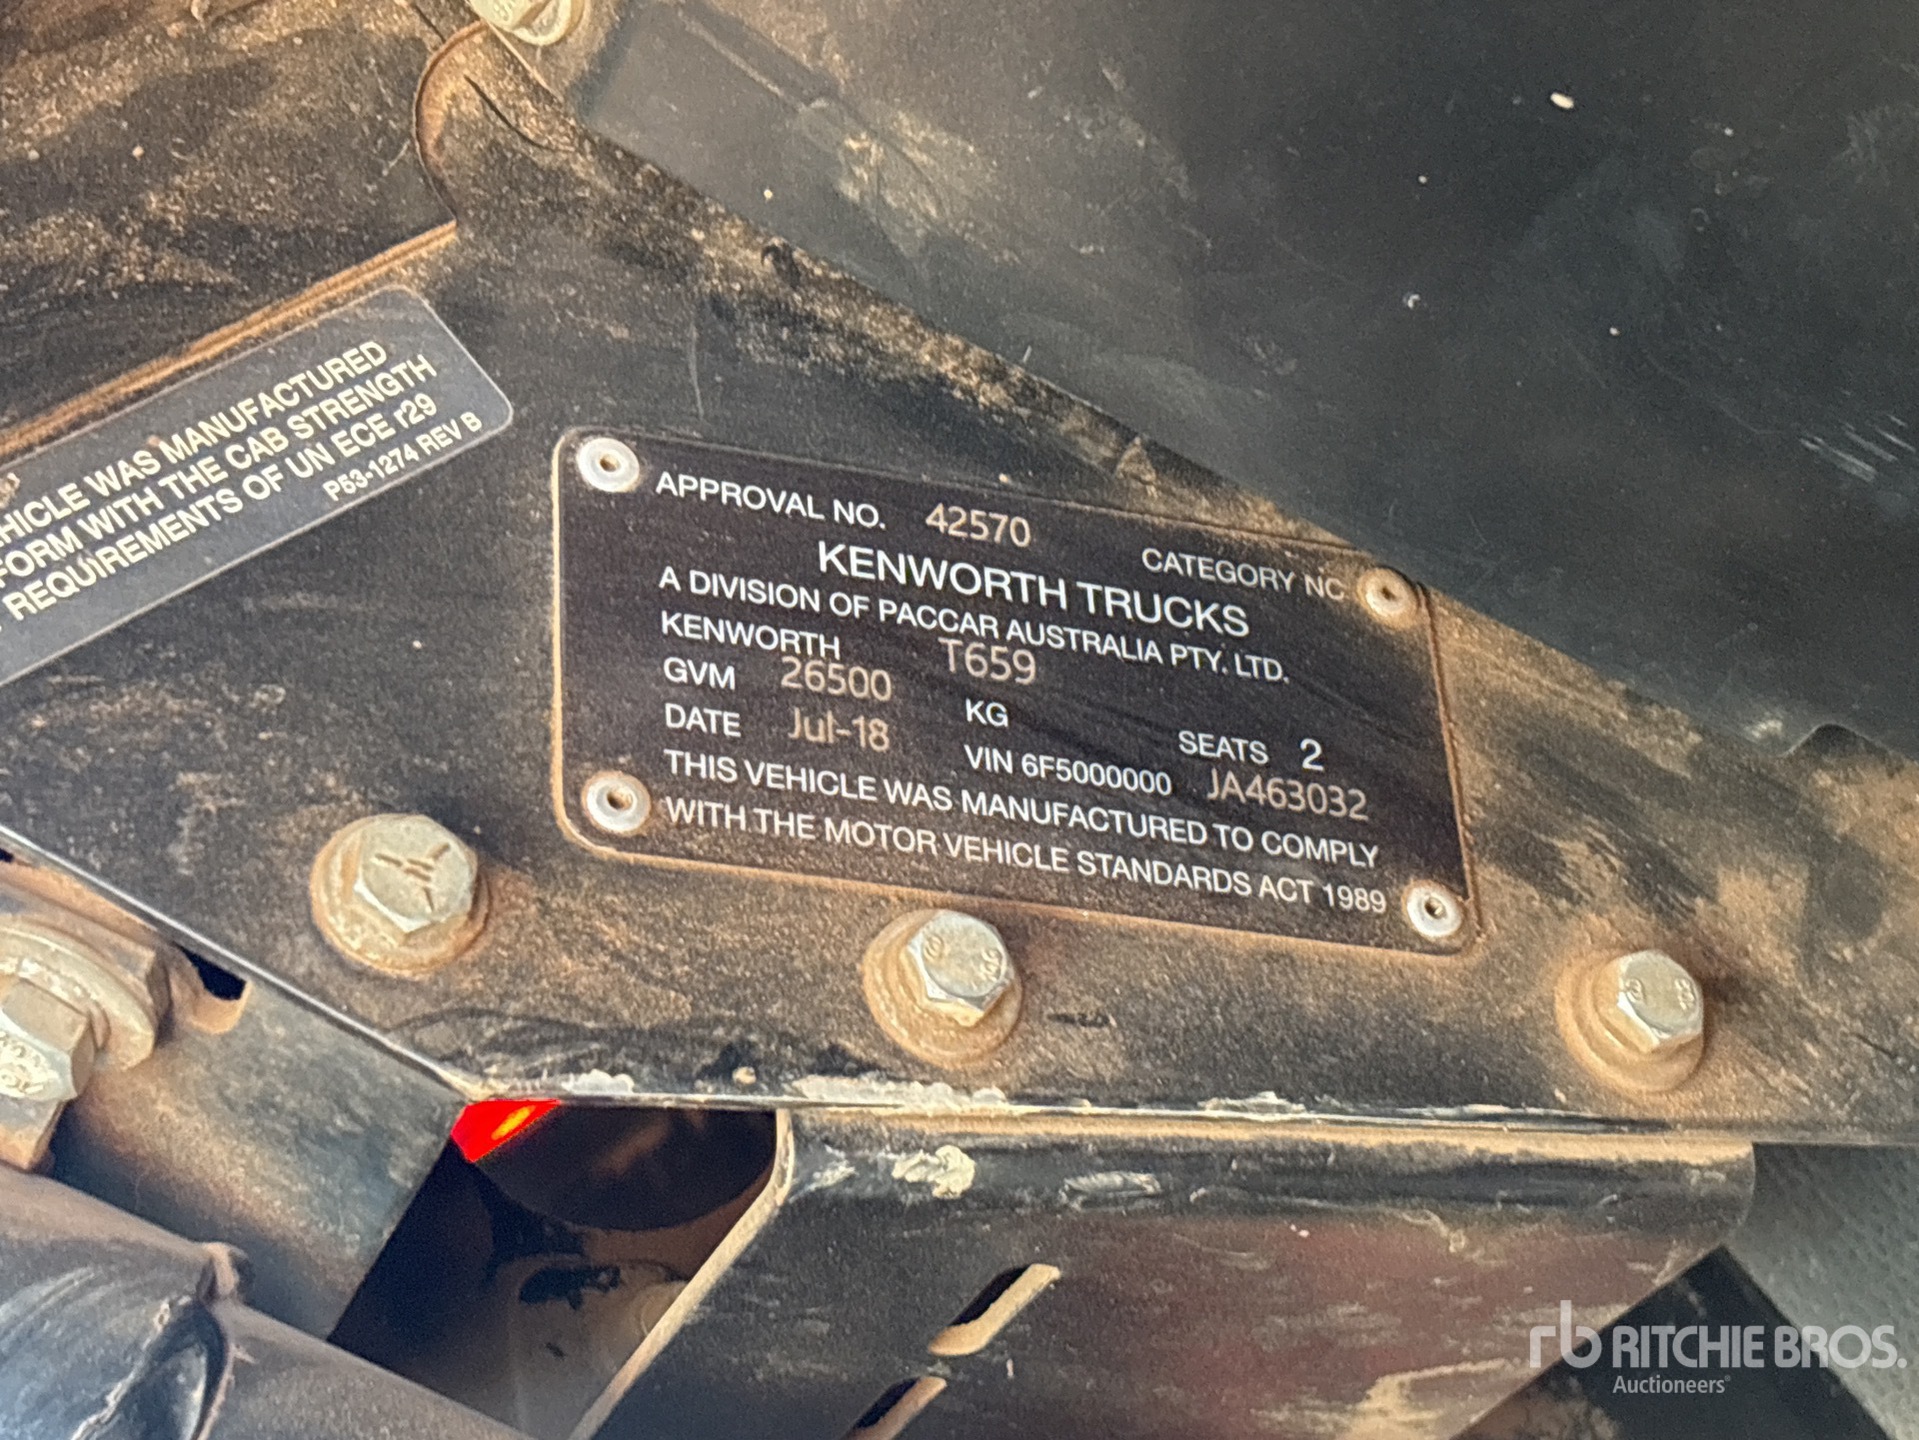 HICLE WAS MANUFACTURED
FORM WITH THE CAB STRENGTH
REQUIREMENTS OF UN ECE r29
P53-1274 REV B
APPROVAL NO. 42570
CATEGORY NC
KENWORTH TRUCKS
A DIVISION OF PACCAR AUSTRALIA PTY. LTD.
KENWORTH T659
GVM 26500 KG SEATS 2
DATE Jul-18 VIN 6F5000000 JA463032
THIS VEHICLE WAS MANUFACTURED TO COMPLY
WITH THE MOTOR VEHICLE STANDARDS ACT 1989
rb RITCHIE BROS.
Auctioneers